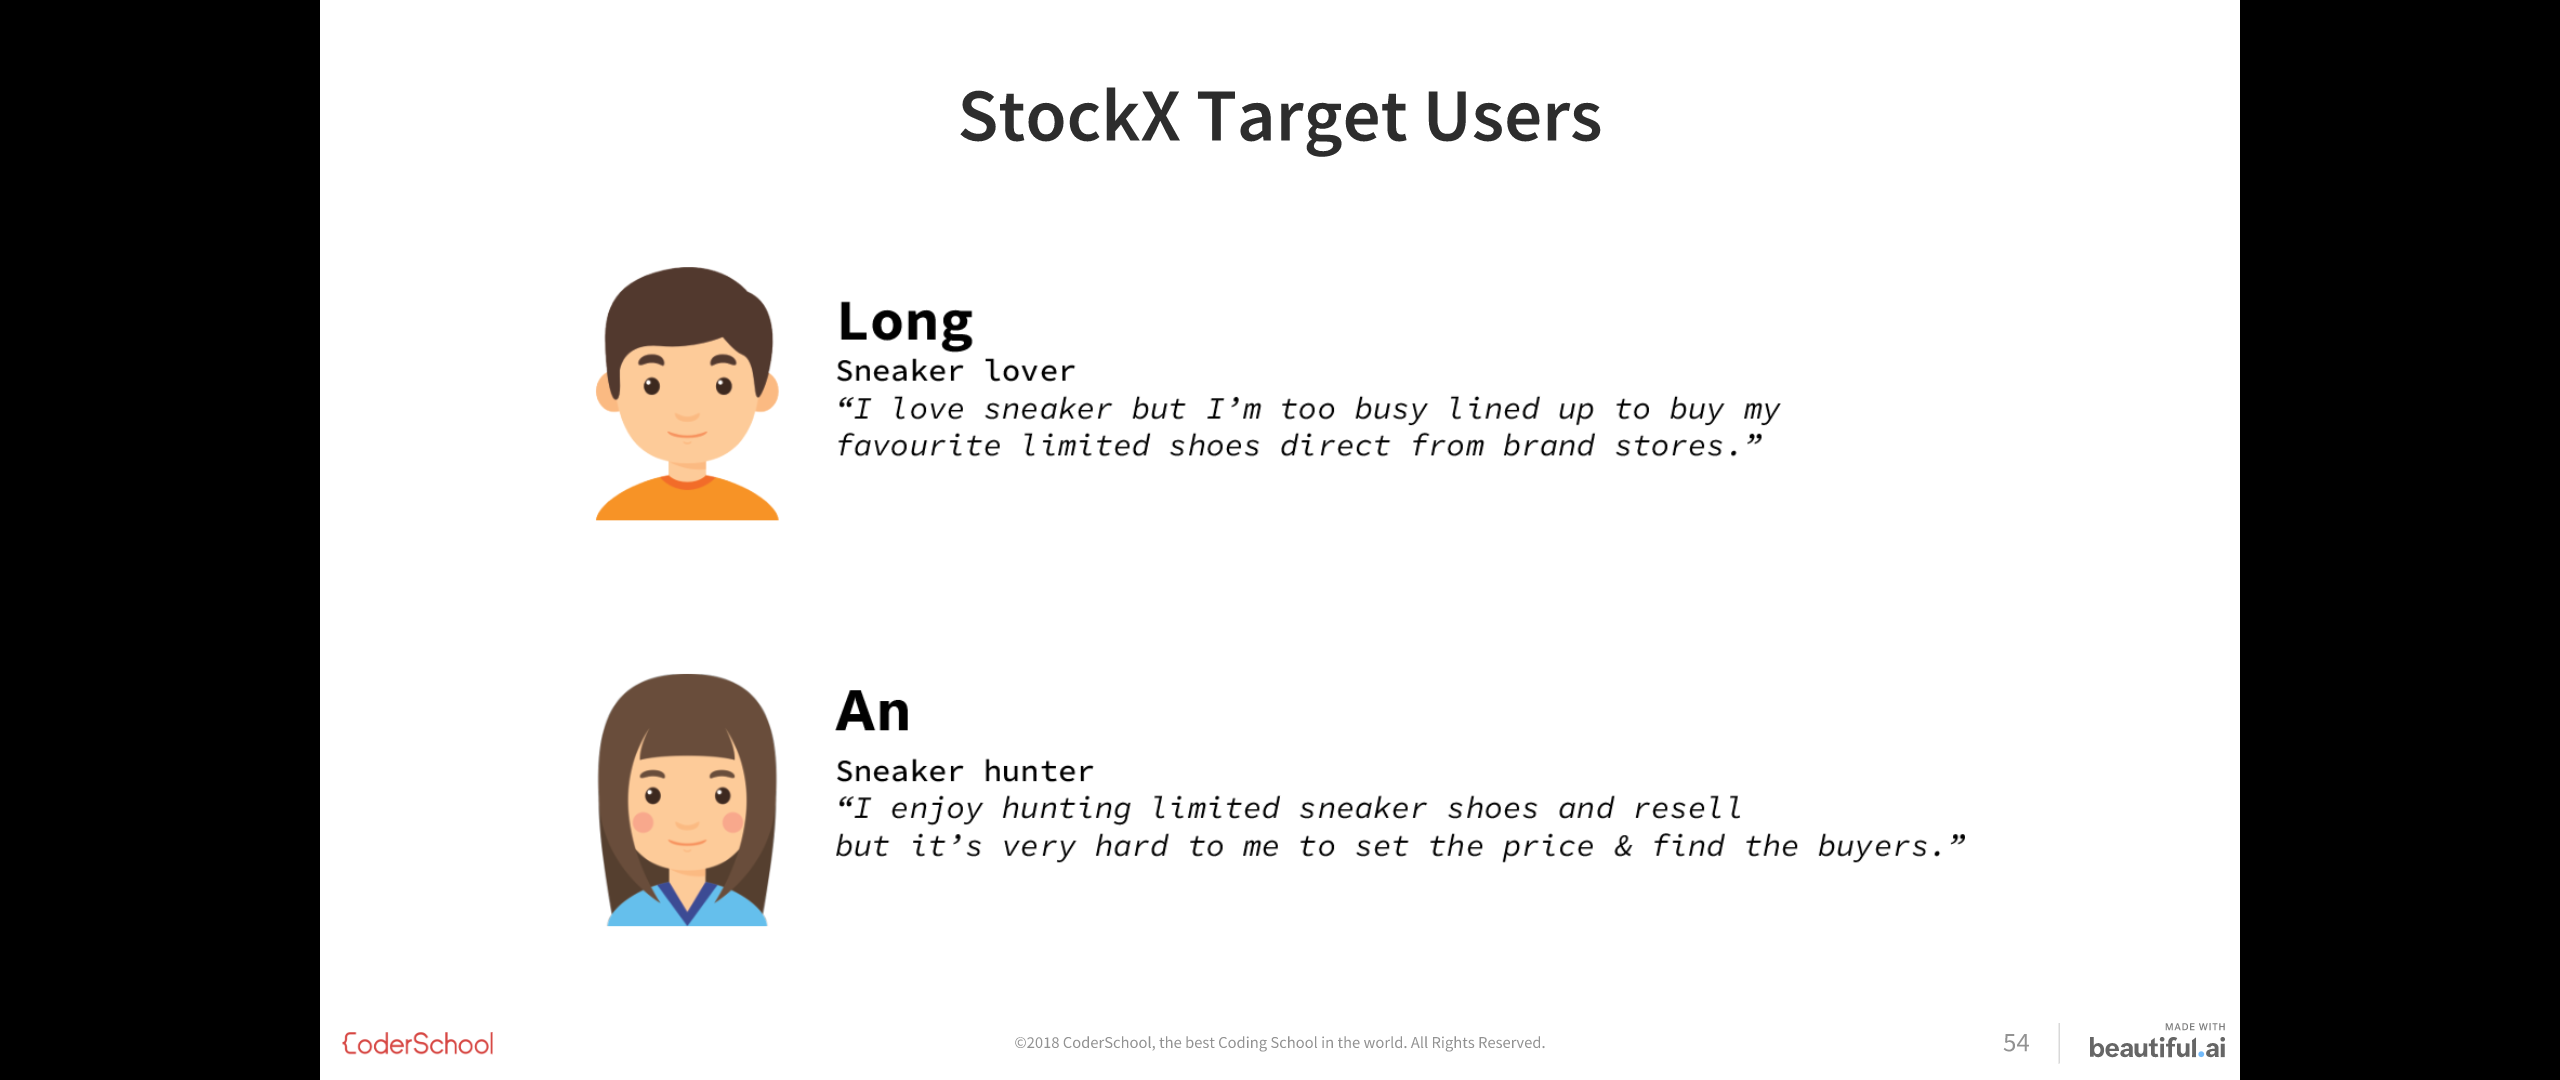 StockX Target Users
Long
Sneaker lover
“I love sneaker but I’m too busy lined up to buy my
favourite limited shoes direct from brand stores.”
An
Sneaker hunter
“I enjoy hunting limited sneaker shoes and resell
but it’s very hard to me to set the price & find the buyers.”
CoderSchool
©2018 CoderSchool, the best Coding School in the world. All Rights Reserved.
54
MADE WITH
beautiful.ai